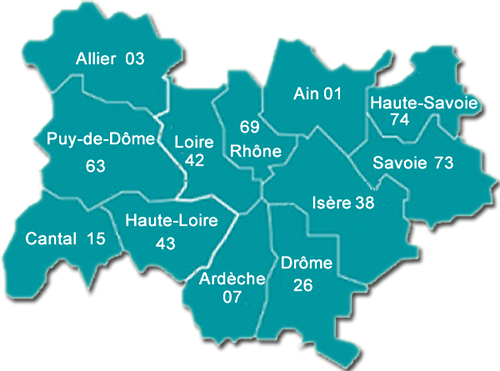 Allier 03
Ain 01
Haute-Savoie
74
Puy-de-Dôme
63
Loire
42
69
Rhône
Savoie 73
Isère 38
Haute-Loire
43
Cantal 15
Ardèche
07
Drôme
26